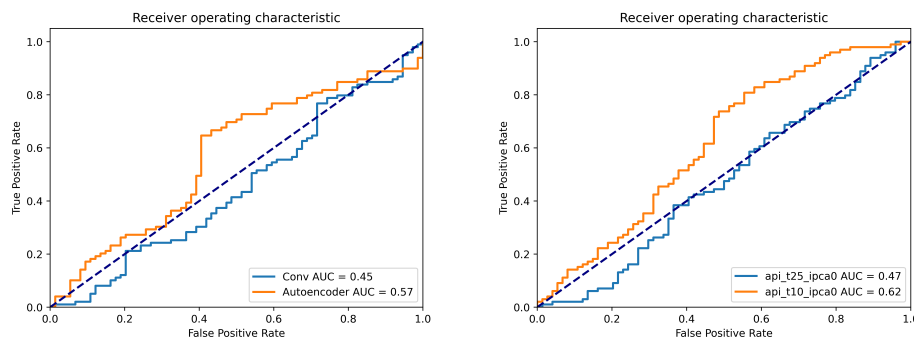 Receiver operating characteristic
True Positive Rate
1.0
0.8
0.6
0.4
0.2
0.0
Conv AUC = 0.45
Autoencoder AUC = 0.57
0.0 0.2 0.4 0.6 0.8 1.0
False Positive Rate
Receiver operating characteristic
True Positive Rate
1.0
0.8
0.6
0.4
0.2
0.0
api_t25_ipca0 AUC = 0.47
api_t10_ipca0 AUC = 0.62
0.0 0.2 0.4 0.6 0.8 1.0
False Positive Rate